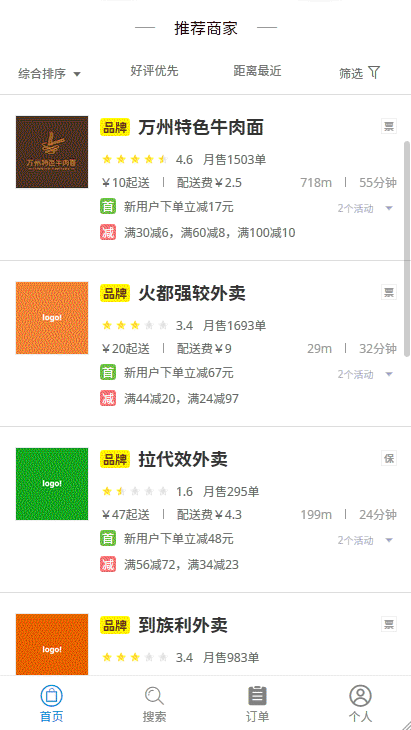 推荐商家
综合排序 好评优先 距离最近 筛选
万州特色牛肉面
品牌 万州特色牛肉面 票
4.6 月售1503单
￥10起送 配送费￥2.5 718m 55分钟
首 新用户下单立减17元 2个活动
减 满30减6，满60减8，满100减10
logo!
品牌 火都强较外卖 票
3.4 月售1693单
￥20起送 配送费￥9 29m 32分钟
首 新用户下单立减67元 2个活动
减 满44减20，满24减97
logo!
品牌 拉代效外卖 保
1.6 月售295单
￥47起送 配送费￥4.3 199m 24分钟
首 新用户下单立减48元 2个活动
减 满56减72，满34减23
logo!
品牌 到族利外卖 票
3.4 月售983单
首页 搜索 订单 个人